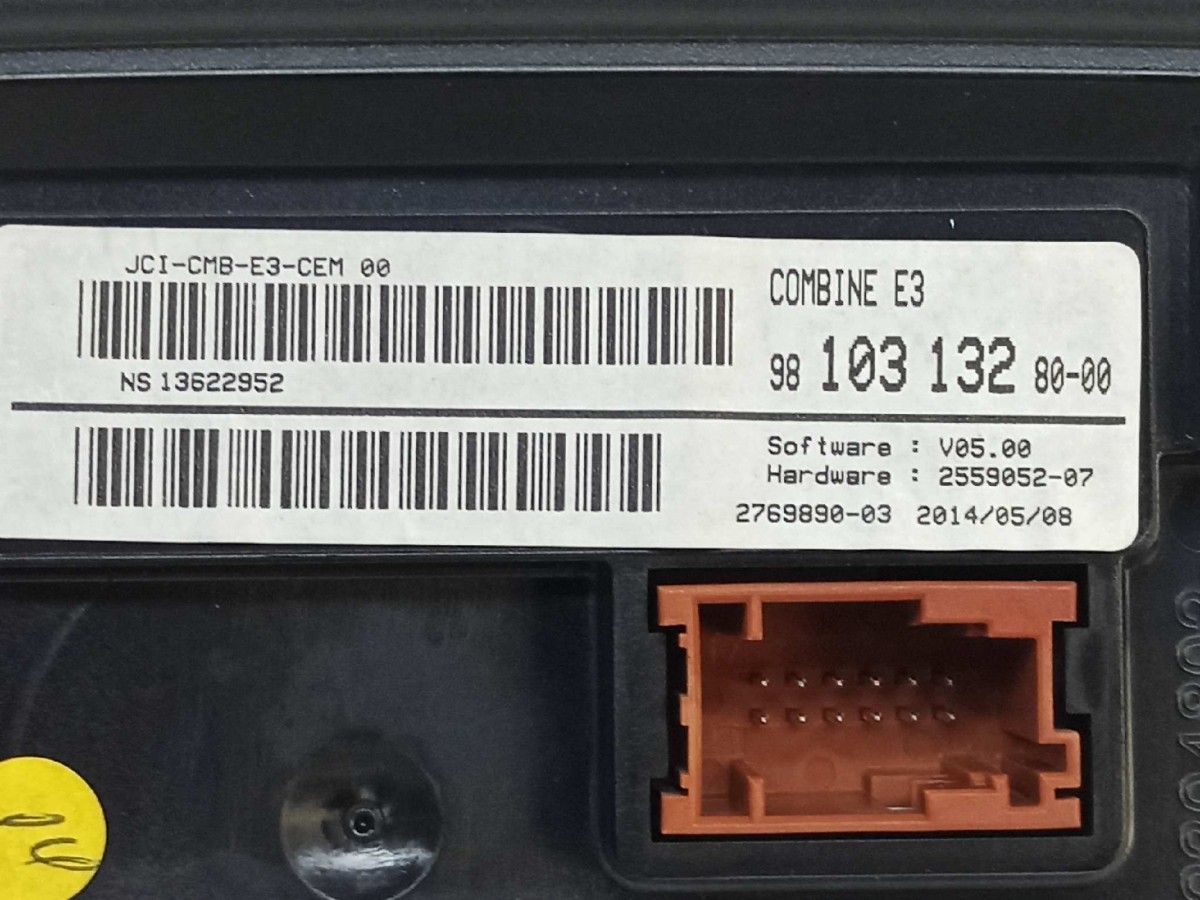 JCI-CMB-E3-CEM 00
NS 13622952
COMBINE E3
98 103 132 80-00
Software : V05.00
Hardware : 2559052-07
2769890-03 2014/05/08